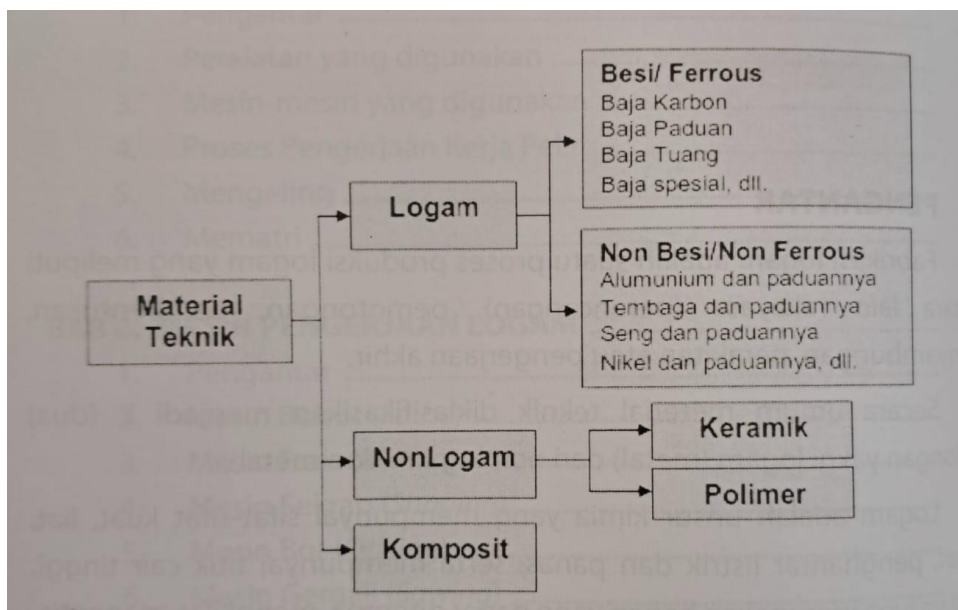 Material
Teknik
Logam
Besi/ Ferrous
Baja Karbon
Baja Paduan
Baja Tuang
Baja spesial, dll.
Non Besi/Non Ferrous
Alumunium dan paduannya
Tembaga dan paduannya
Seng dan paduannya
Nikel dan paduannya, dll.
NonLogam
Keramik
Polimer
Komposit